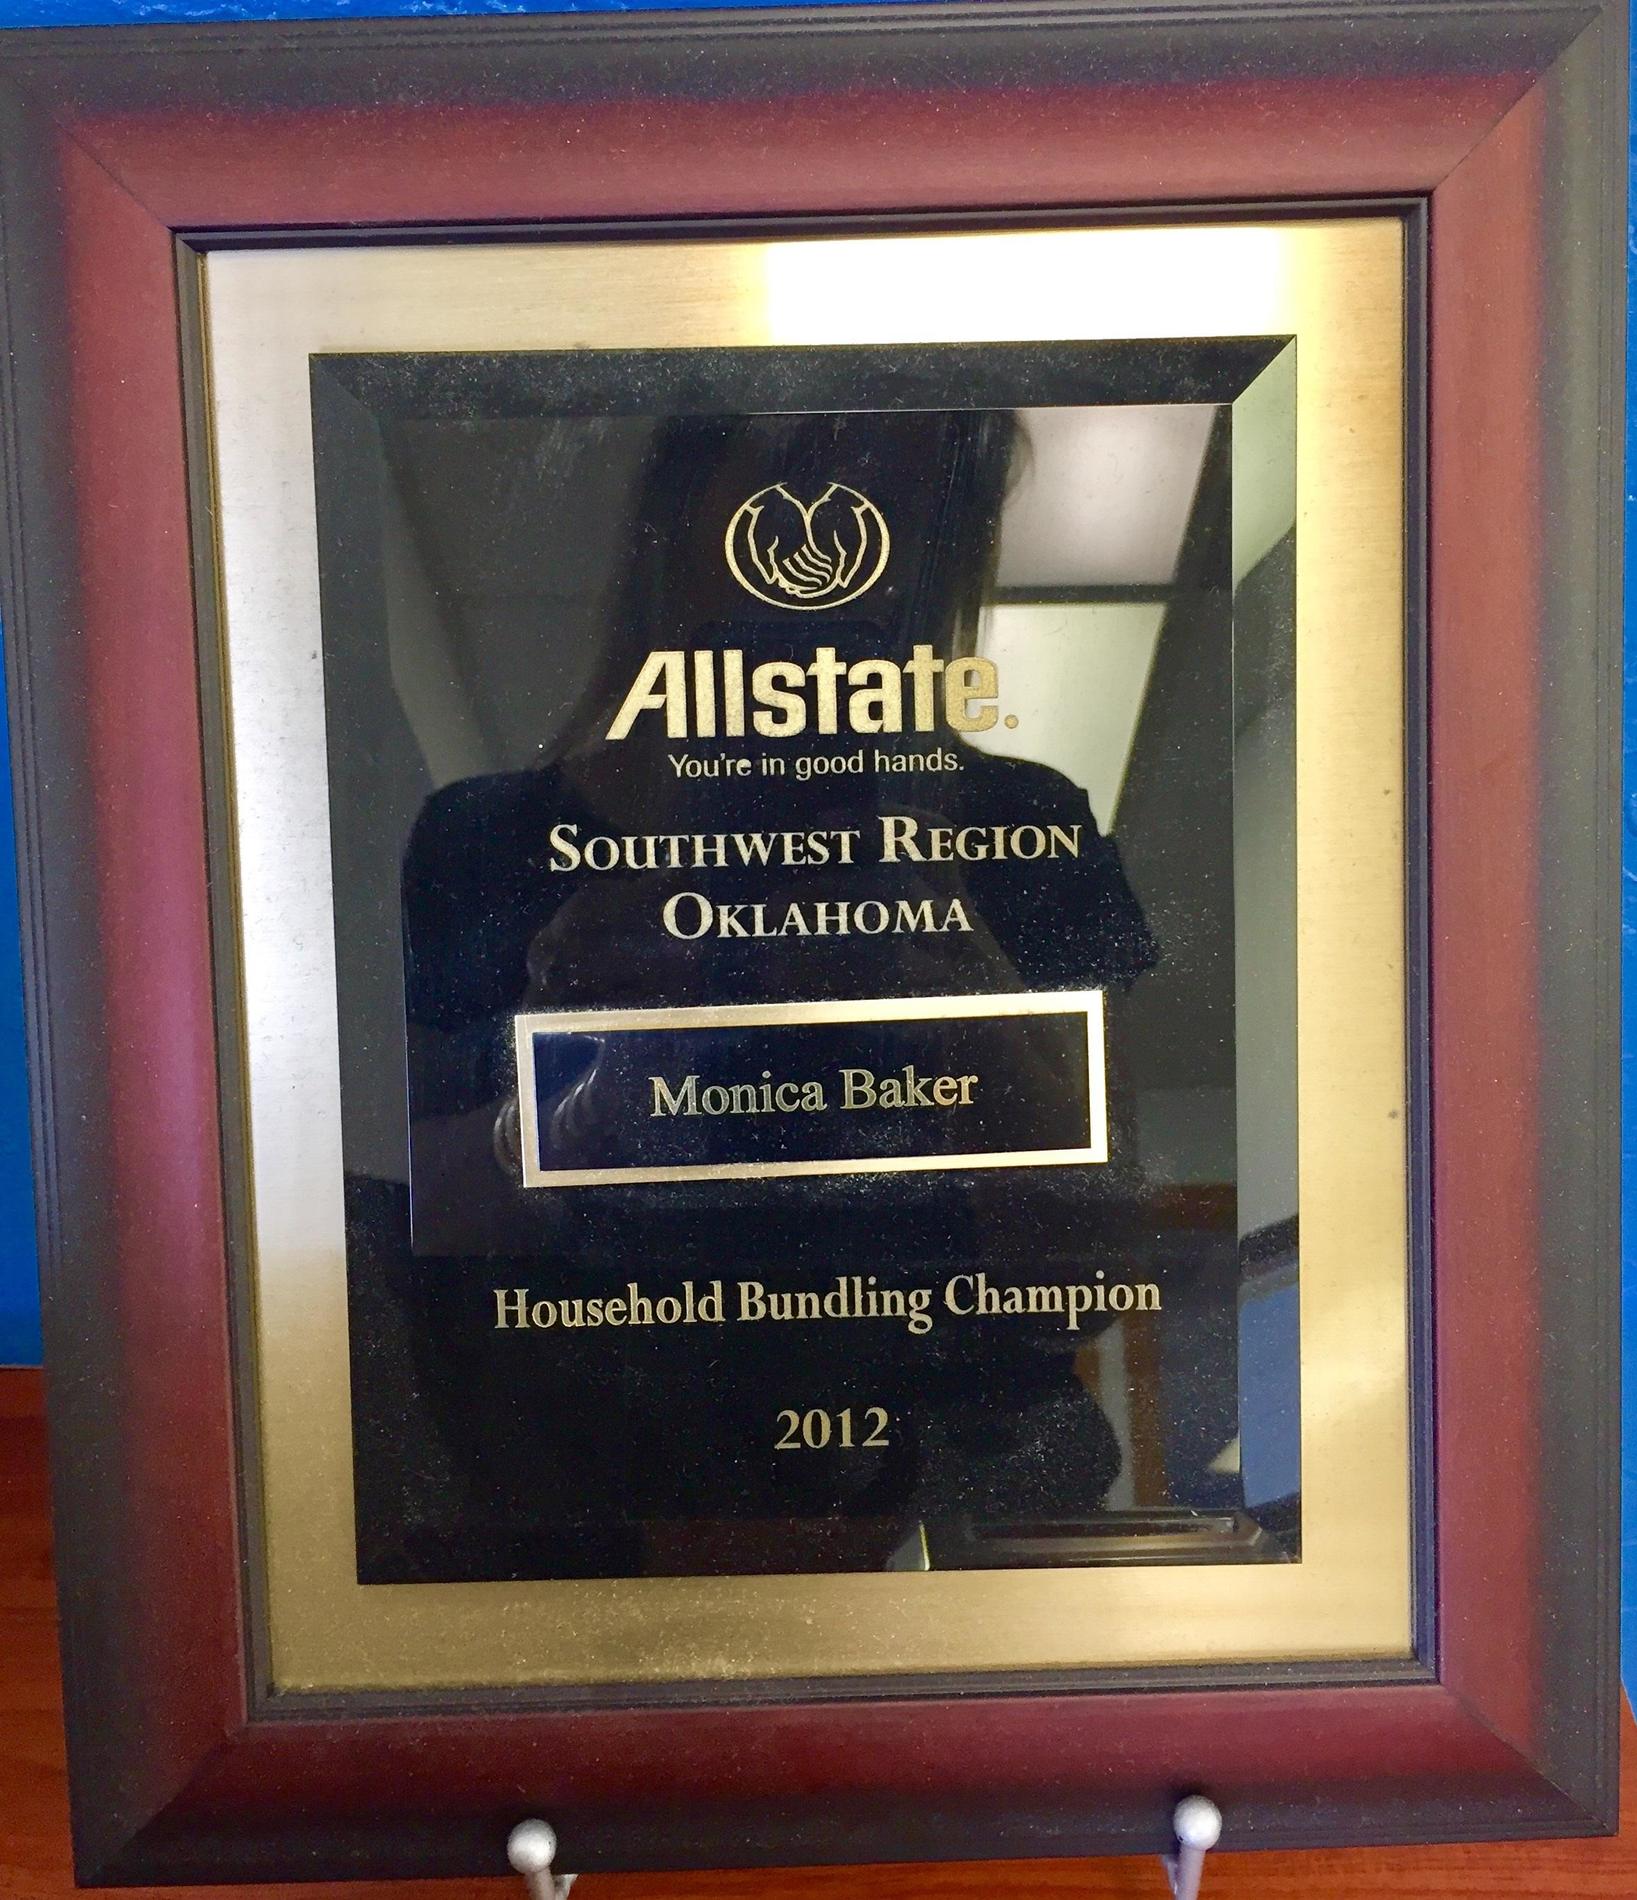 Allstate.
You're in good hands.
SOUTHWEST REGION
OKLAHOMA
Monica Baker
Household Bundling Champion
2012